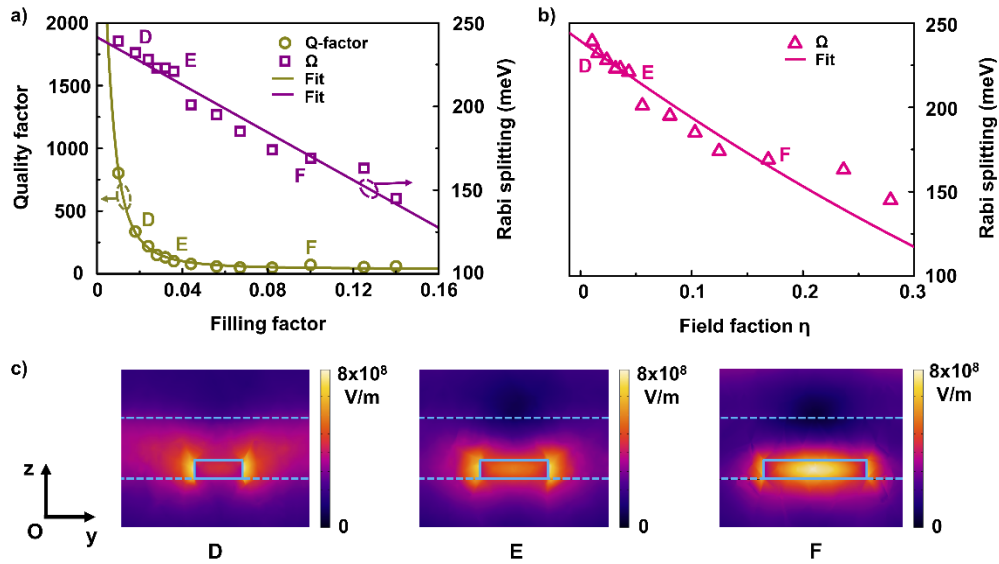 a)
2000
1750
1500
1000
500
250
0
Quality factor
0
0.04
0.08
0.12
0.16
Filling factor
250
200
150
100
Rabi splitting (meV)
Q-factor
Ω
Fit
Fit
D
E
F
D
E
F
b)
Ω
Fit
D
E
F
0
0.1
0.2
0.3
Field faction η
250
200
150
100
Rabi splitting (meV)
c)
8x10⁸
V/m
0
8x10⁸
V/m
0
8x10⁸
V/m
0
z
O
y
D
E
F